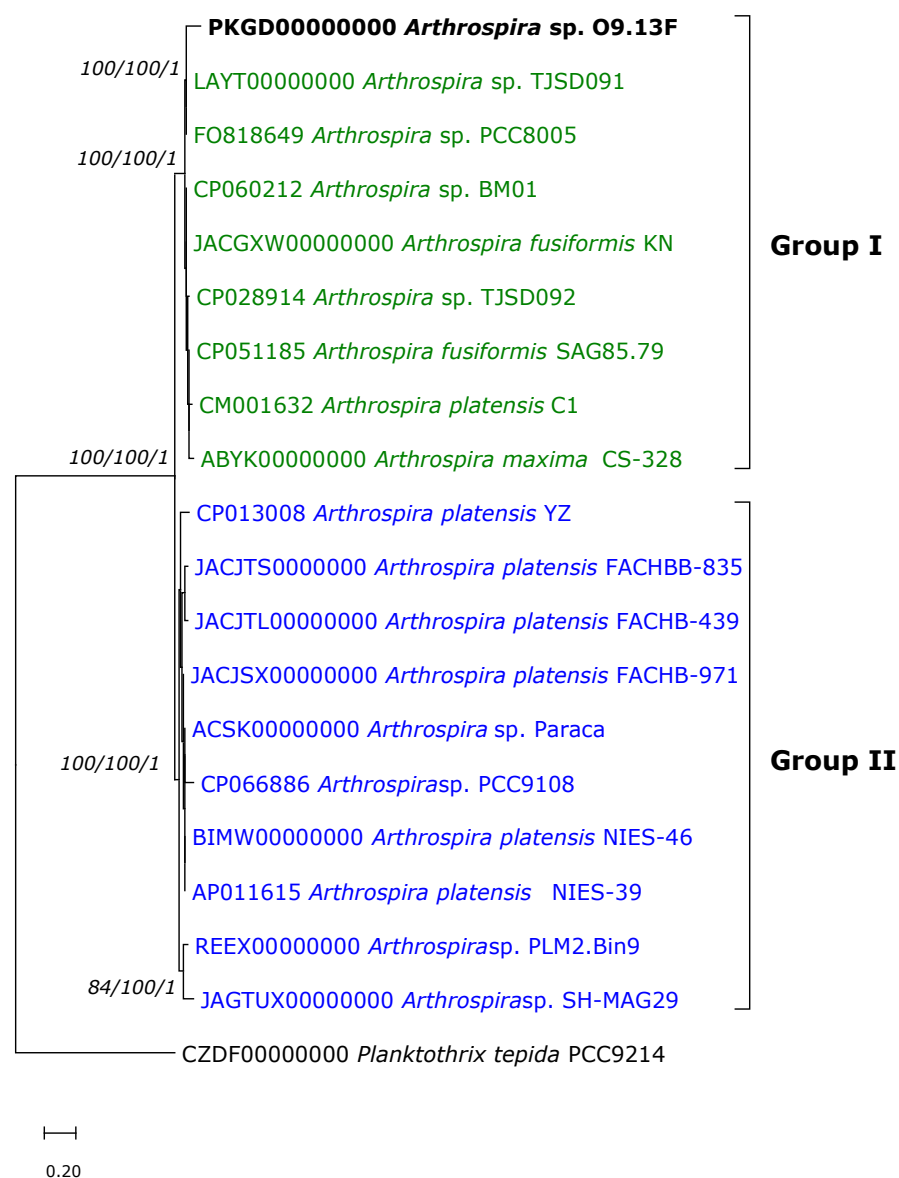 PKGD00000000 Arthrospira sp. O9.13F
100/100/1
LAYT00000000 Arthrospira sp. TJSD091
FO818649 Arthrospira sp. PCC8005
100/100/1
CP060212 Arthrospira sp. BM01
JACGXW00000000 Arthrospira fusiformis KN
Group I
CP028914 Arthrospira sp. TJSD092
CP051185 Arthrospira fusiformis SAG85.79
CM001632 Arthrospira platensis C1
100/100/1
ABYK00000000 Arthrospira maxima CS-328
CP013008 Arthrospira platensis YZ
JACJTS0000000 Arthrospira platensis FACHBB-835
JACJTL00000000 Arthrospira platensis FACHB-439
JACJSX00000000 Arthrospira platensis FACHB-971
ACSK00000000 Arthrospira sp. Paraca
100/100/1
Group II
CP066886 Arthrospirasp. PCC9108
BIMW00000000 Arthrospira platensis NIES-46
AP011615 Arthrospira platensis NIES-39
REEX00000000 Arthrospirasp. PLM2.Bin9
84/100/1
JAGTUX00000000 Arthrospirasp. SH-MAG29
CZDF00000000 Planktothrix tepida PCC9214
0.20